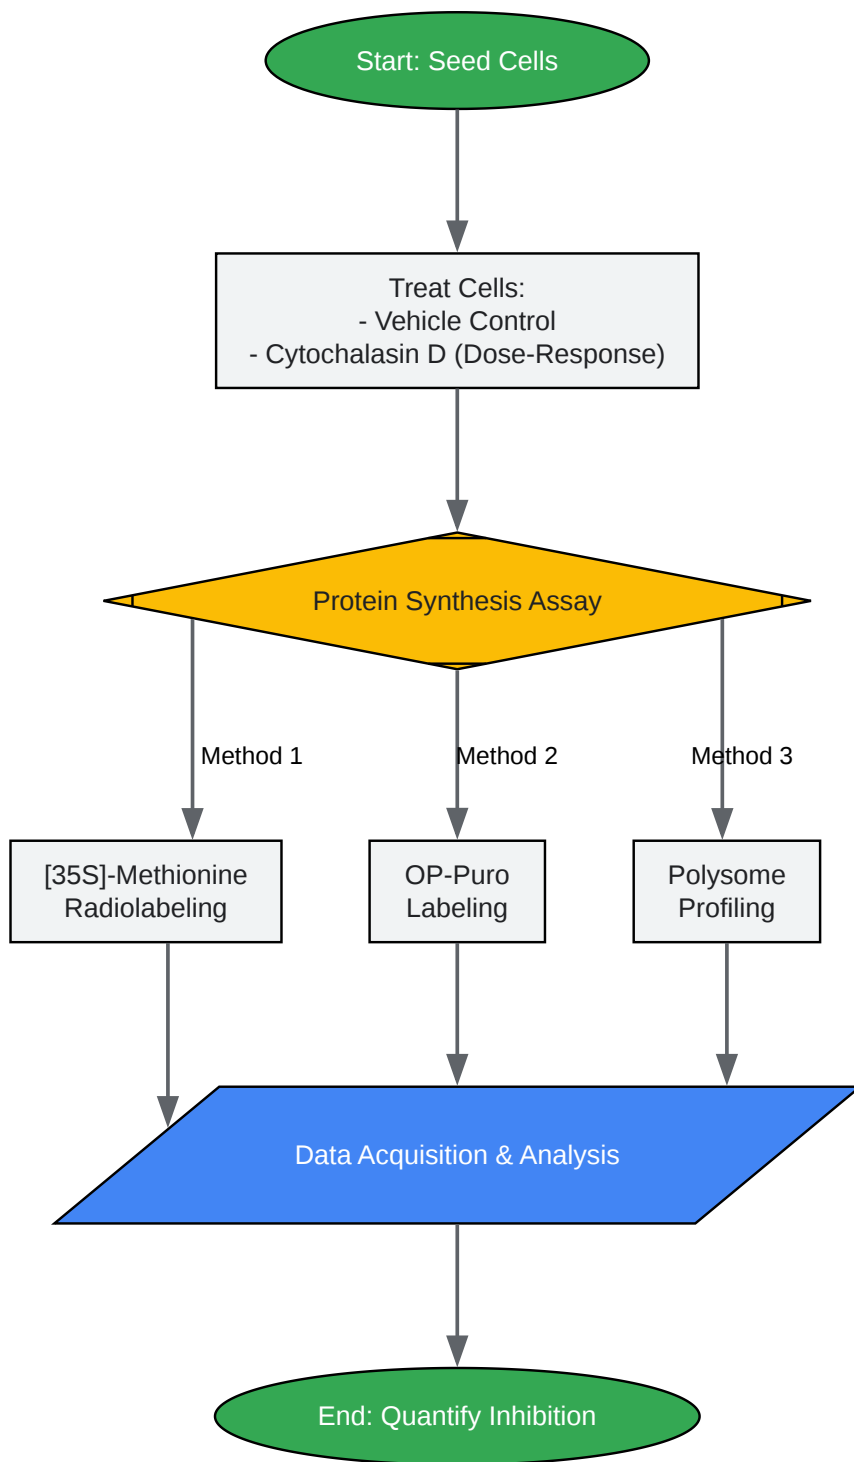 Start: Seed Cells
Treat Cells:
- Vehicle Control
- Cytochalasin D (Dose-Response)
Protein Synthesis Assay
Method 1
Method 2
Method 3
[35S]-Methionine
Radiolabeling
OP-Puro
Labeling
Polysome
Profiling
Data Acquisition & Analysis
End: Quantify Inhibition